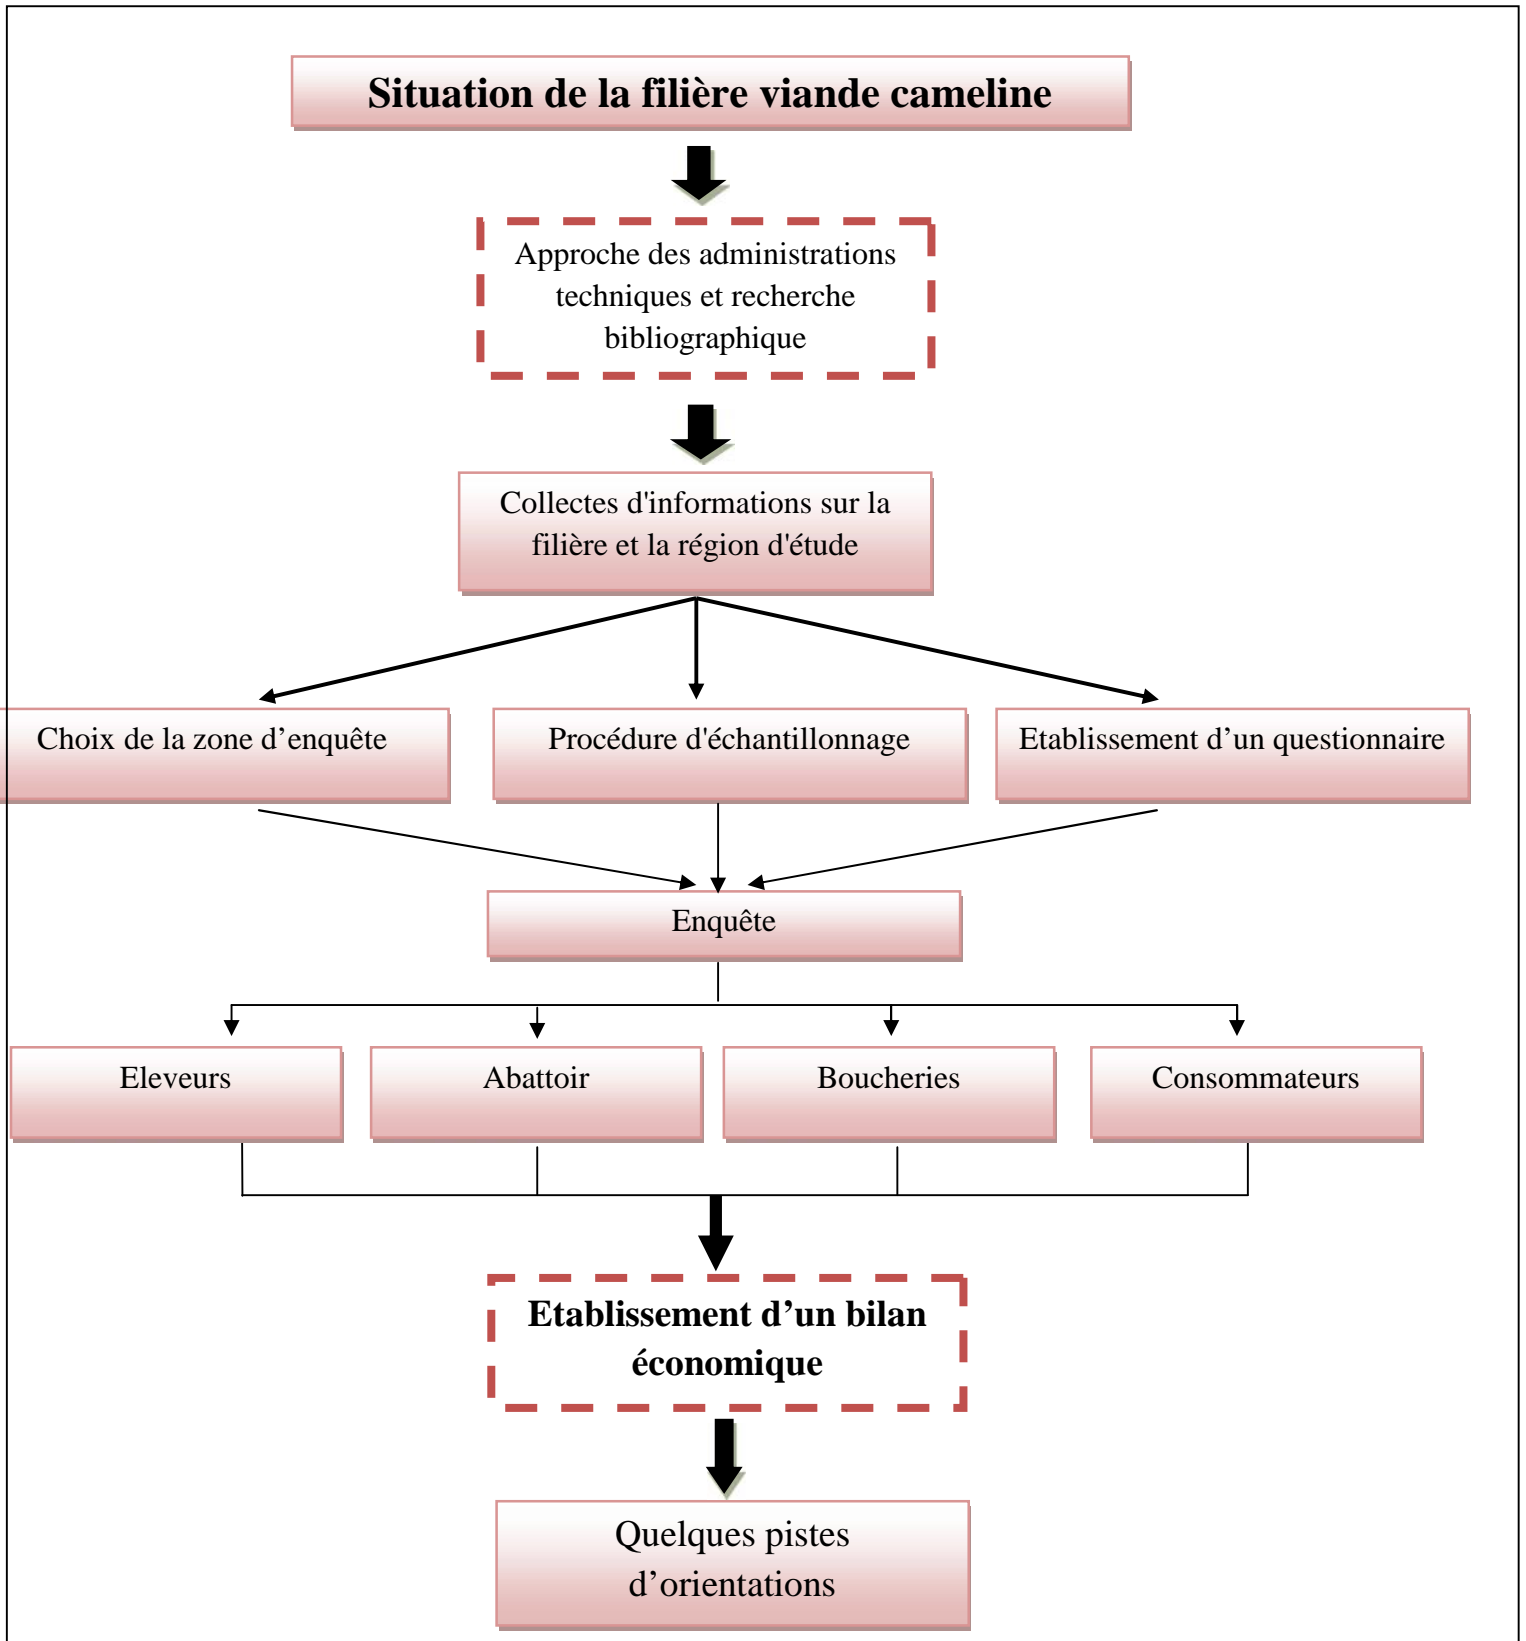 Situation de la filière viande cameline
Approche des administrations
techniques et recherche
bibliographique
Collectes d'informations sur la
filière et la région d'étude
Choix de la zone d’enquête
Procédure d'échantillonnage
Etablissement d’un questionnaire
Enquête
Eleveurs
Abattoir
Boucheries
Consommateurs
Etablissement d’un bilan
économique
Quelques pistes
d’orientations